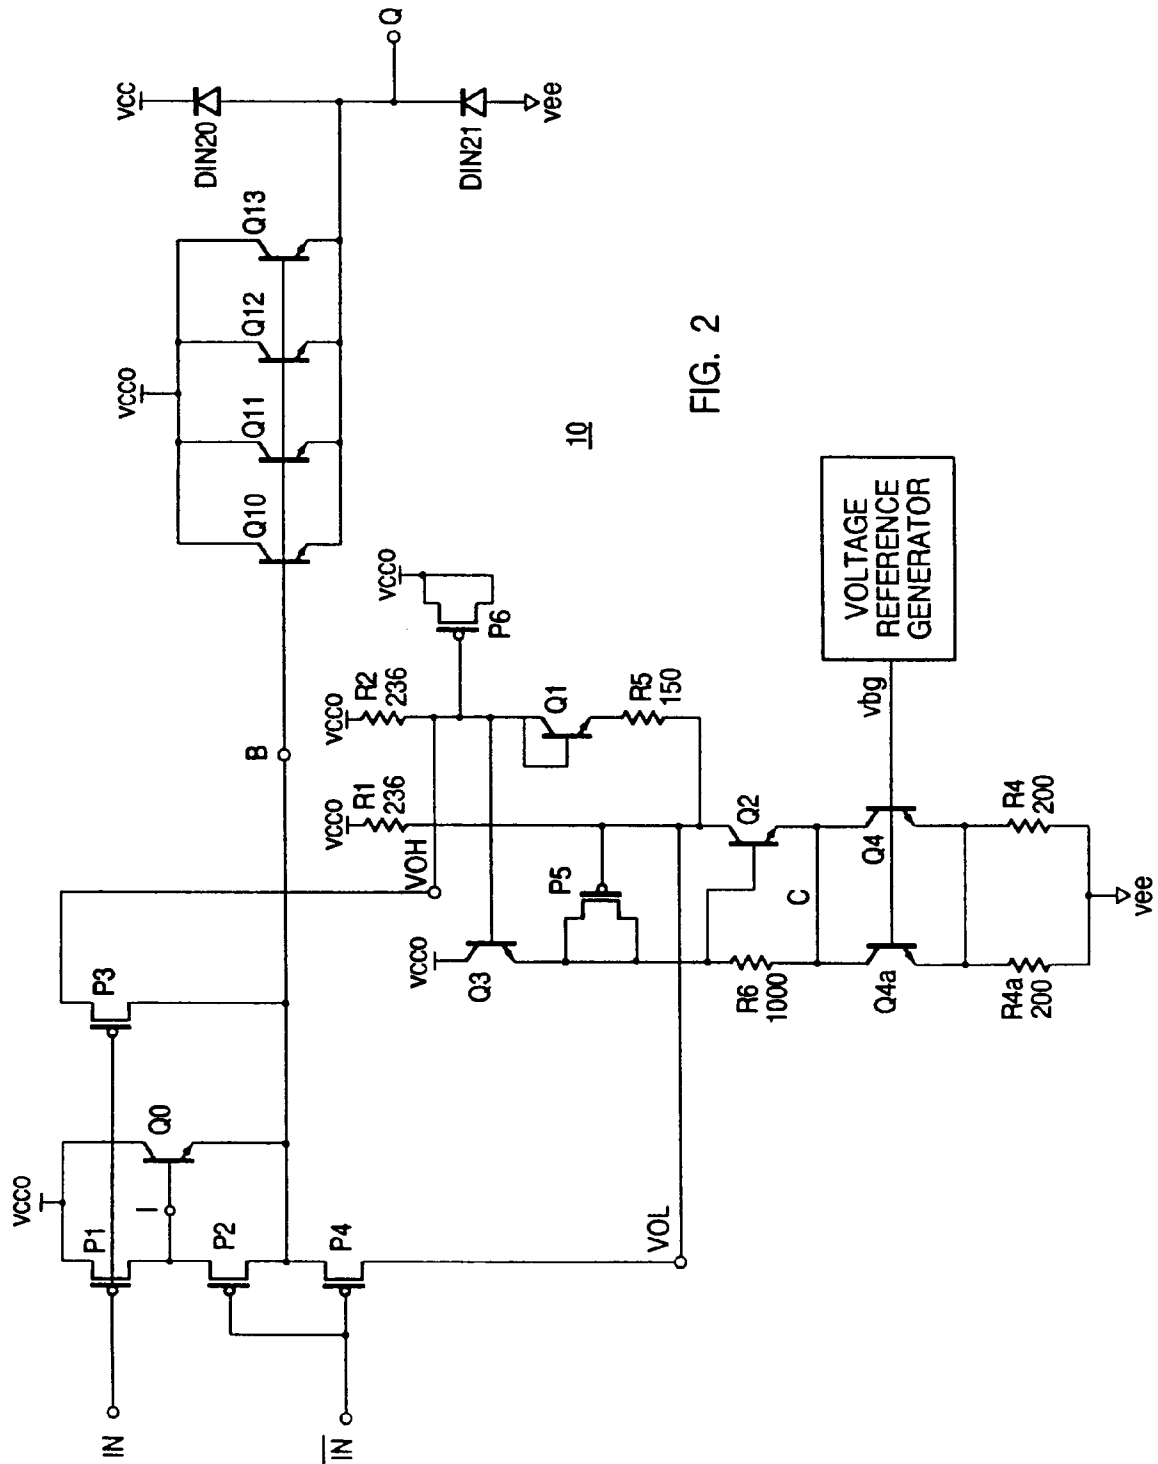 IN
IN
VCCO
P1
I
P2
P4
Q0
P3
VOH
VOL
B
VCCO
R1
236
VCCO
R2
236
VCCO
P6
VCCO
Q3
P5
Q1
R5
150
Q2
R6
1000
C
Q4a
Q4
vbg
VOLTAGE
REFERENCE
GENERATOR
R4a
200
R4
200
vee
VCCO
Q10
Q11
Q12
Q13
VCC
DIN20
DIN21
vee
Q
10
FIG. 2